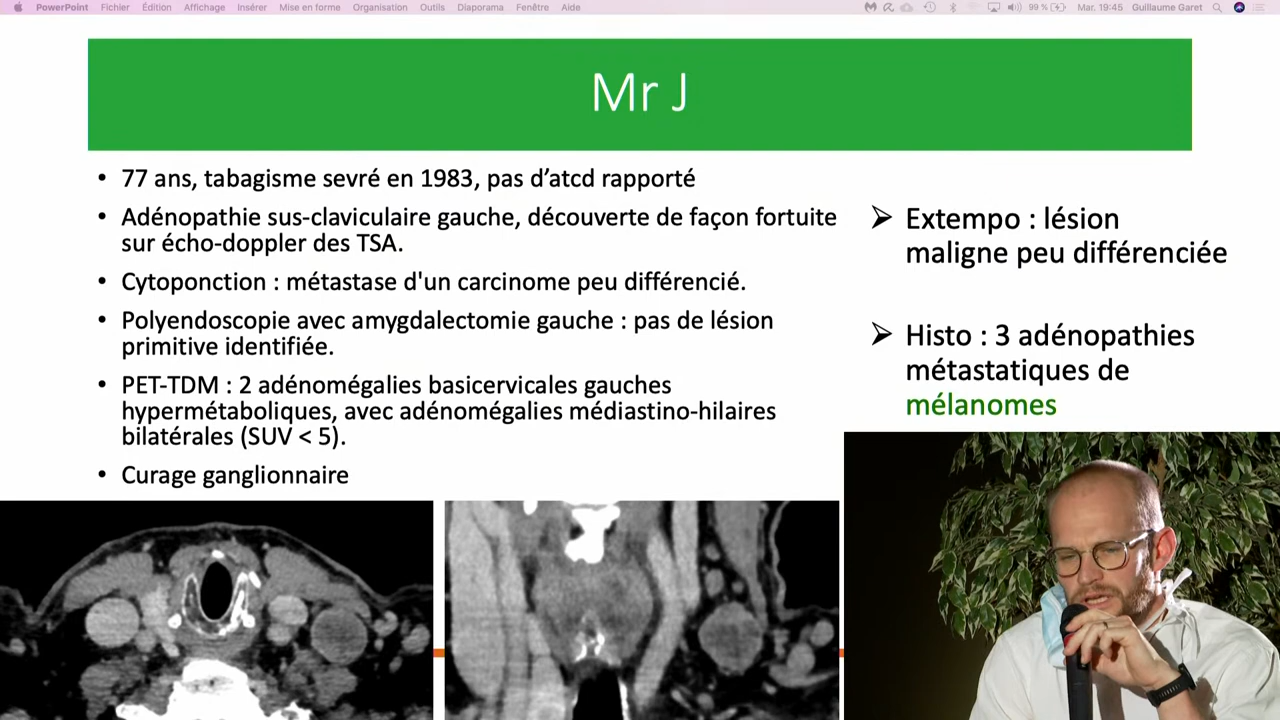 PowerPoint Fichier Édition Affichage Insérer Mise en forme Organisation Outils Diaporama Fenêtre Aide 99 % Mar. 19:45 Guillaume Garet
Mr J
• 77 ans, tabagisme sevré en 1983, pas d’atcd rapporté
• Adénopathie sus-claviculaire gauche, découverte de façon fortuite
sur écho-doppler des TSA.
• Cytoponction : métastase d'un carcinome peu différencié.
• Polyendoscopie avec amygdalectomie gauche : pas de lésion
primitive identifiée.
• PET-TDM : 2 adénomégalies basicervicales gauches
hypermétaboliques, avec adénomégalies médiastino-hilaires
bilatérales (SUV < 5).
• Curage ganglionnaire
➢ Extempo : lésion
maligne peu différenciée
➢ Histo : 3 adénopathies
métastatiques de
mélanomes